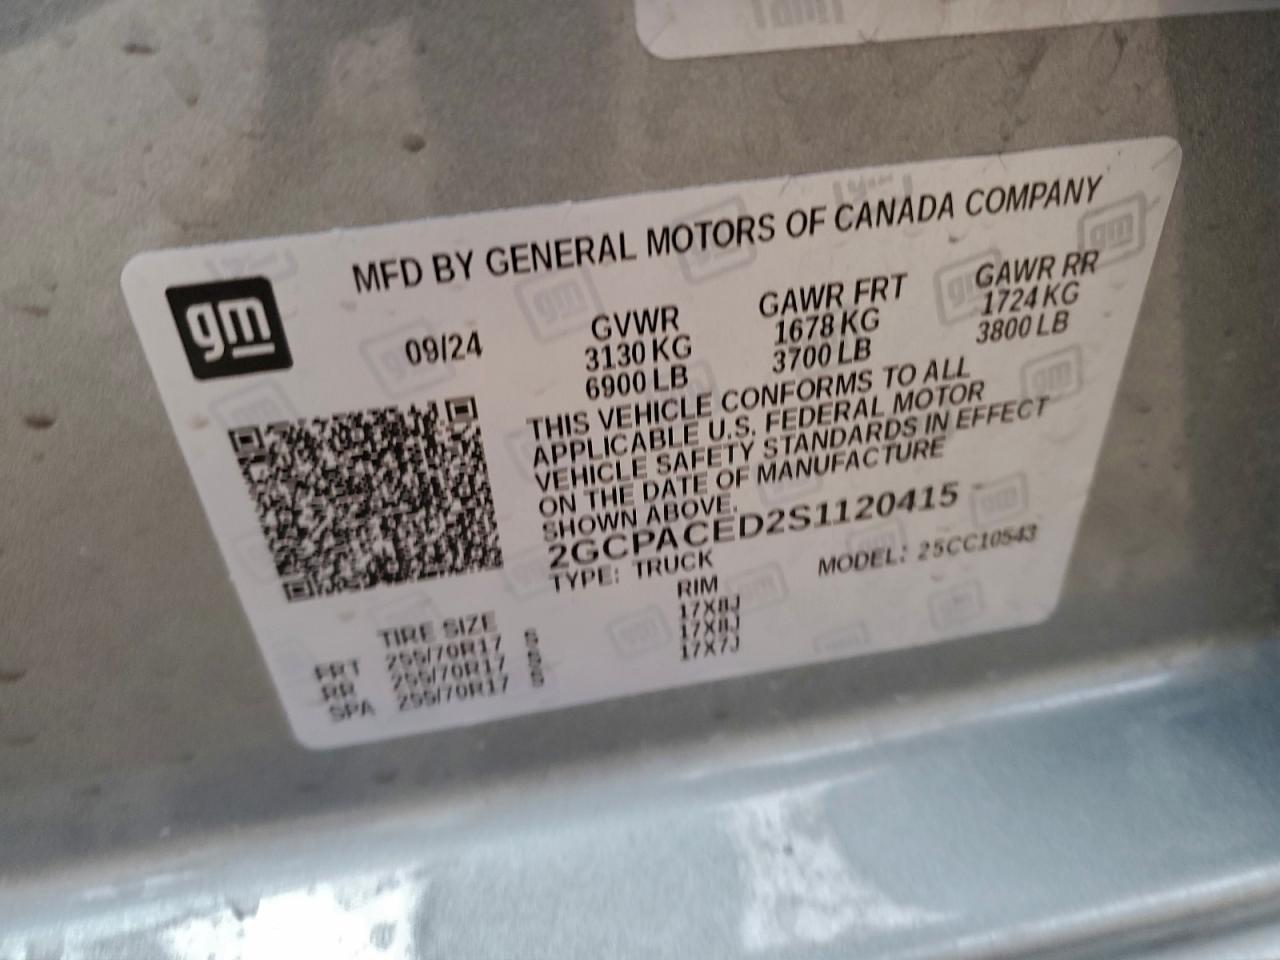 MFD BY GENERAL MOTORS OF CANADA COMPANY
gm
09/24
GVWR
3130 KG
6900 LB
GAWR FRT
1678 KG
3700 LB
GAWR RR
1724 KG
3800 LB
THIS VEHICLE CONFORMS TO ALL
APPLICABLE U.S. FEDERAL MOTOR
VEHICLE SAFETY STANDARDS IN EFFECT
ON THE DATE OF MANUFACTURE
SHOWN ABOVE.
2GCPACED2S1120415
TYPE: TRUCK
MODEL: 25CC10543
TIRE SIZE RIM
FRT 255/70R17 S 17X8J
RR 255/70R17 S 17X8J
SPA 255/70R17 S 17X7J